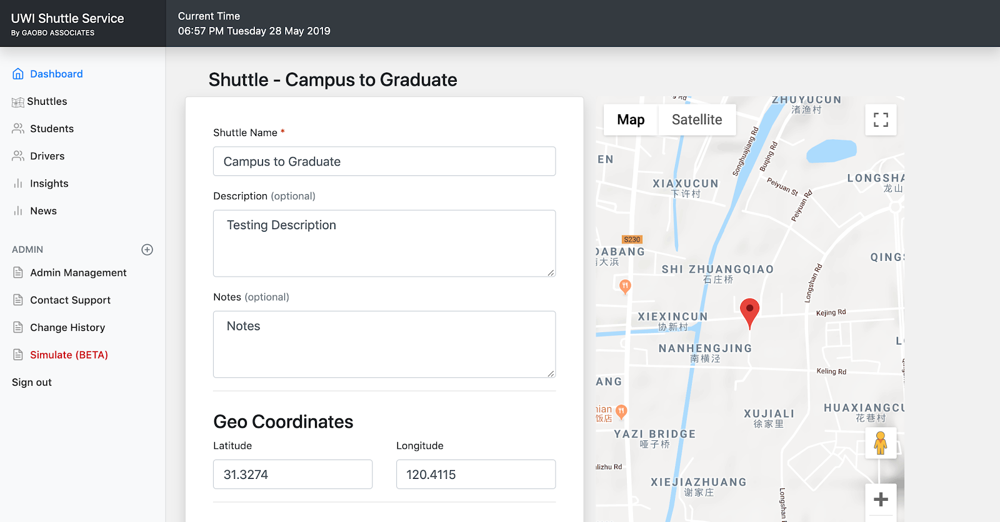 UWI Shuttle Service
By GAOBO ASSOCIATES
Current Time
06:57 PM Tuesday 28 May 2019
Dashboard
Shuttles
Students
Drivers
Insights
News
ADMIN
Admin Management
Contact Support
Change History
Simulate (BETA)
Sign out
Shuttle - Campus to Graduate
Shuttle Name *
Campus to Graduate
Description (optional)
Testing Description
Notes (optional)
Notes
Geo Coordinates
Latitude
Longitude
31.3274
120.4115
Map
Satellite
g Rd
ZHUYUCUN
渚渔村
Songhuajiang Rd
Buqing Rd
EN
XIAXUCUN
下许村
Peiyuan St
Peiyuan Rd
LONGSHA
龙山
S230
DABANG
大浜
QINGS
SHI ZHUANGQIAO
石庄桥
Longshan Rd
Kejing Rd
XIEXINCUN
协新村
NANHENGJING
南横泾
Keling Rd
ANG
HUAXIANGCU
花巷村
nian
饭店
XUJIALI
徐家里
YAZI BRIDGE
哑子桥
lizhu Rd
XIEJIAZHUANG
谢家庄
Longshan